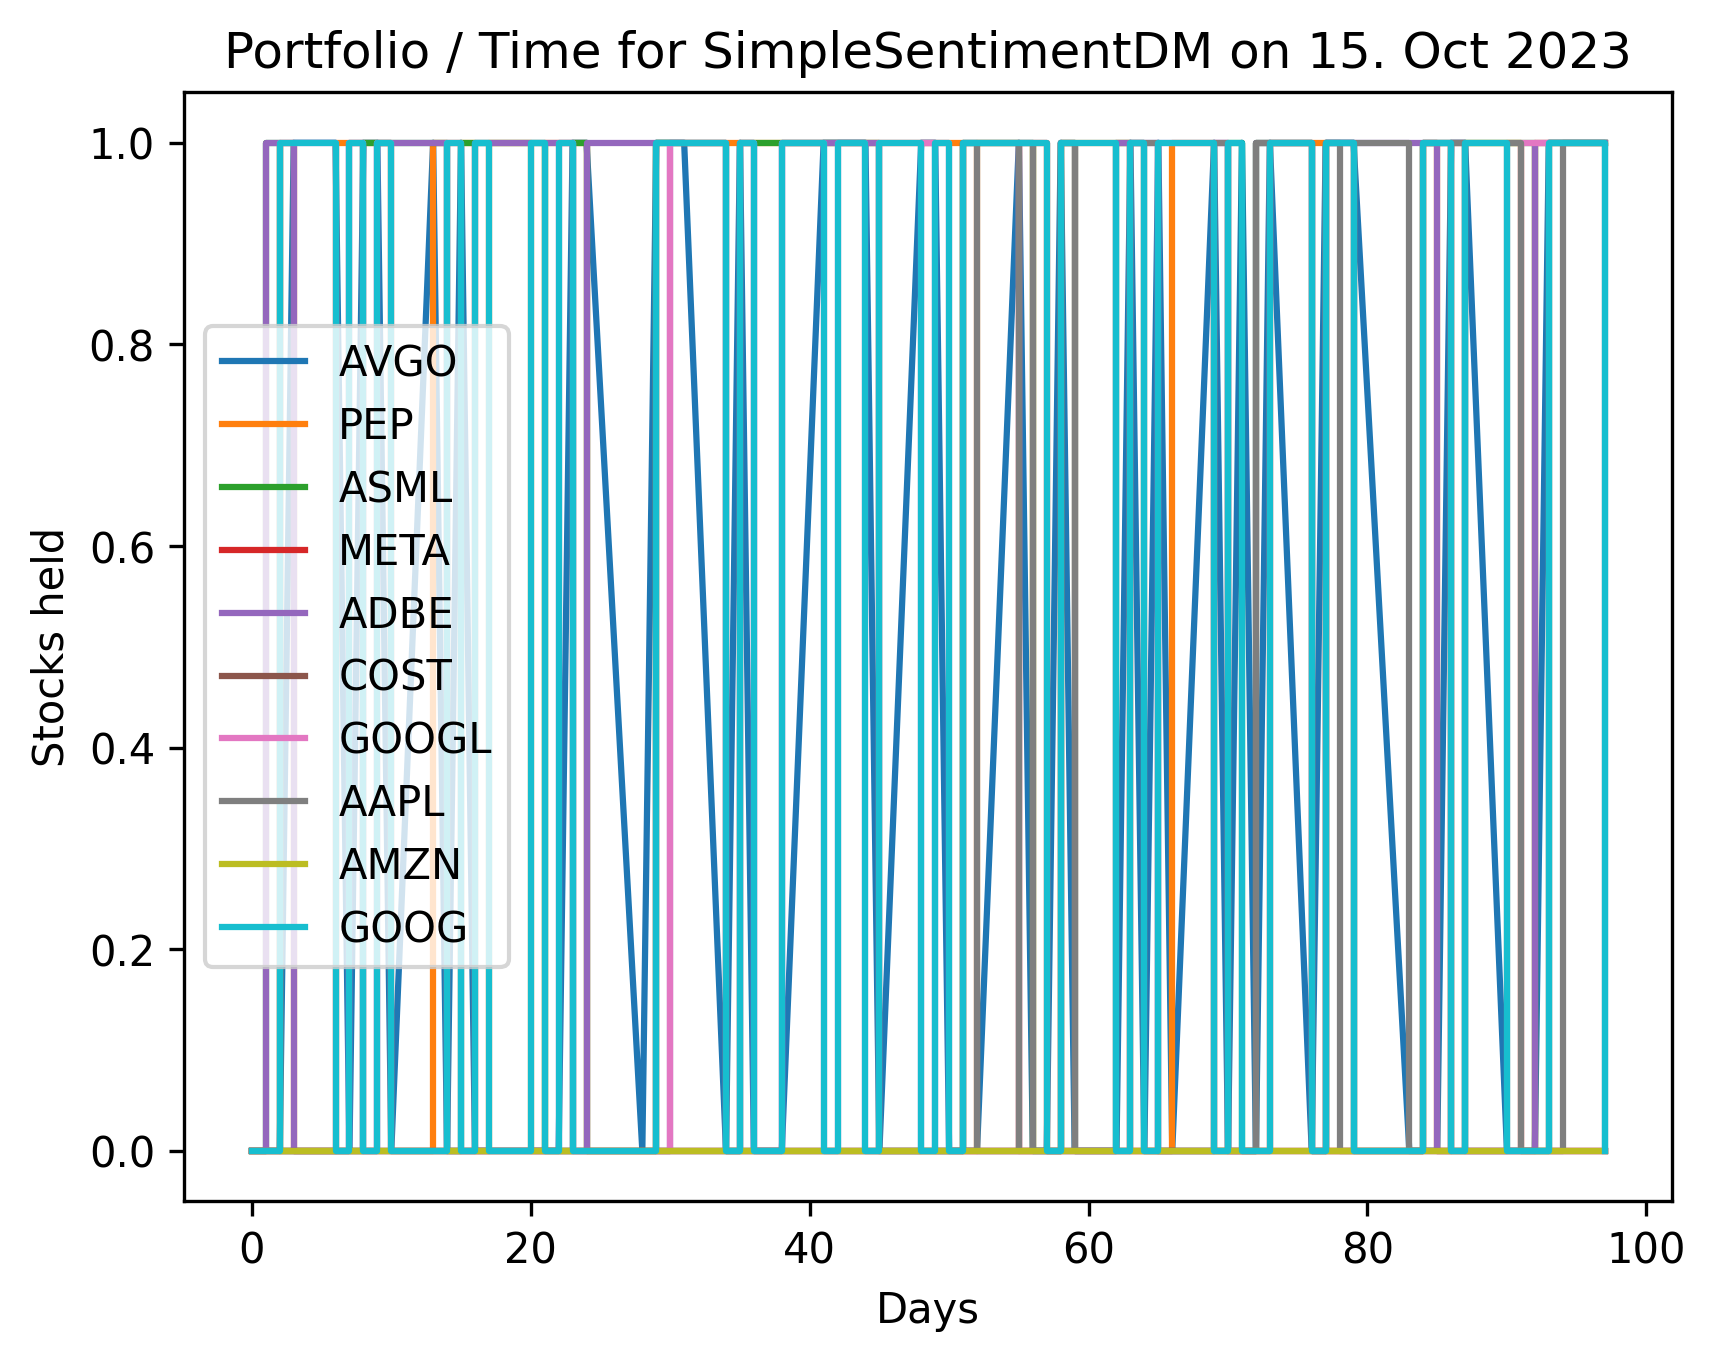 Portfolio / Time for SimpleSentimentDM on 15. Oct 2023
1.0
0.8
0.6
0.4
0.2
0.0
Stocks held
AVGO
PEP
ASML
META
ADBE
COST
GOOGL
AAPL
AMZN
GOOG
0 20 40 60 80 100
Days